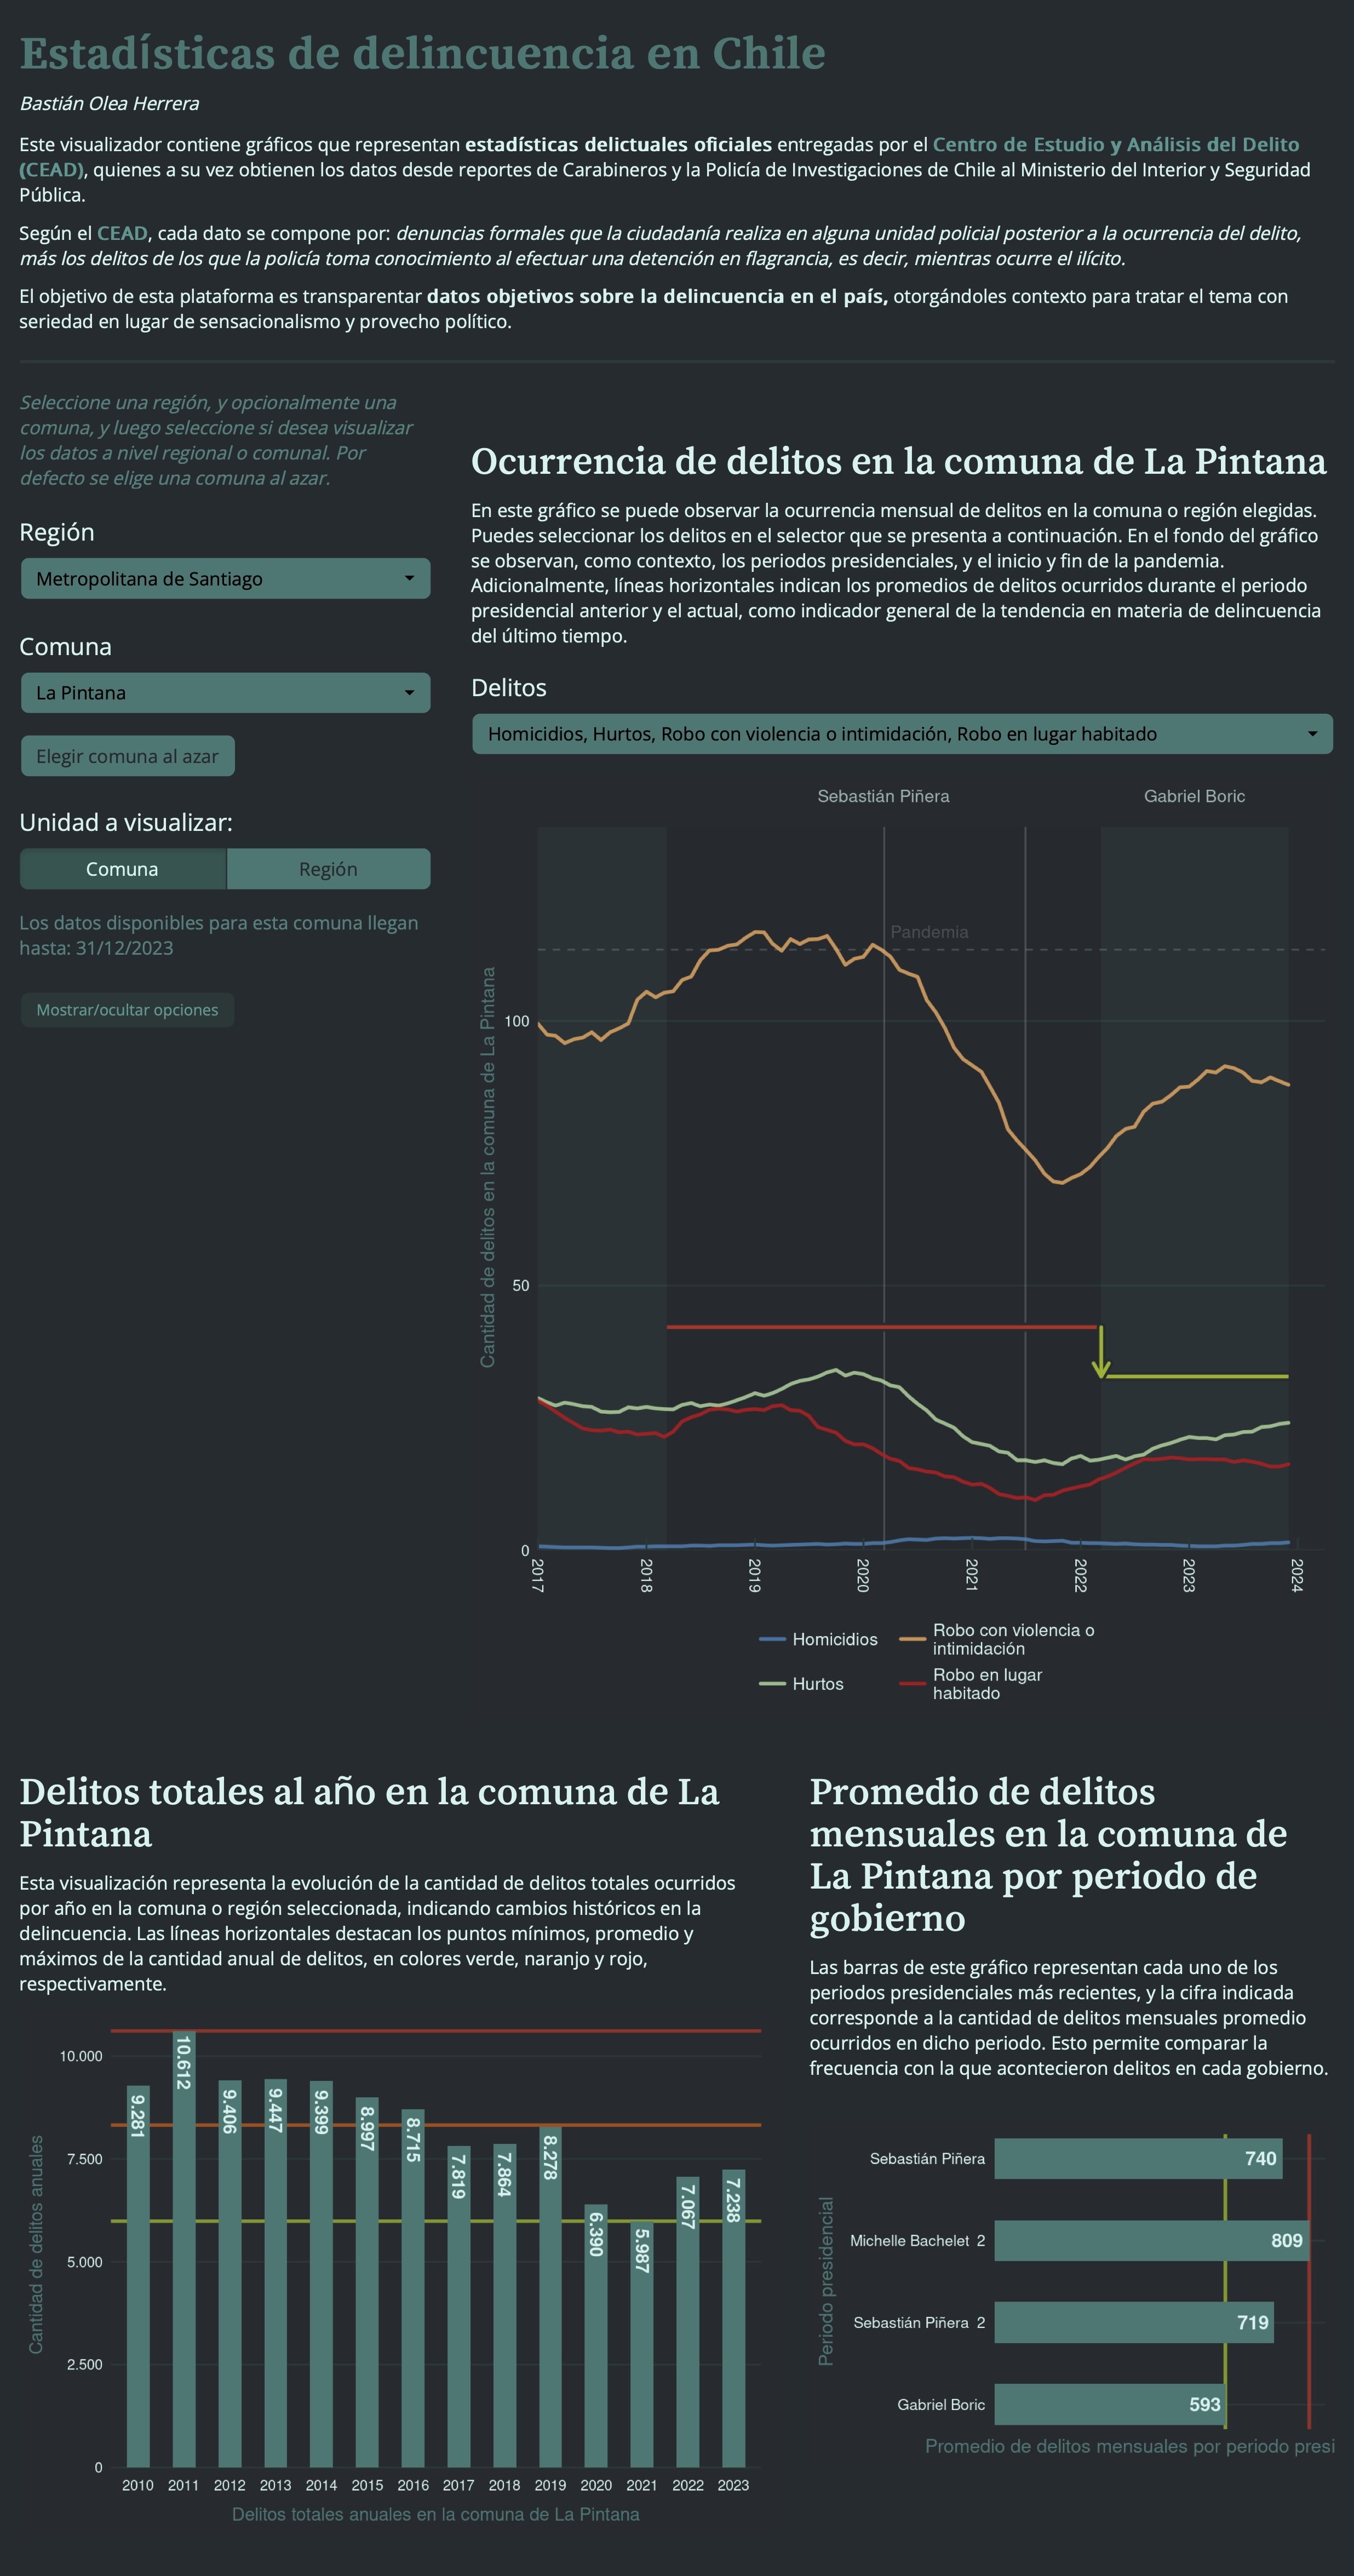 Estadísticas de delincuencia en Chile
Bastián Olea Herrera
Este visualizador contiene gráficos que representan estadísticas delictuales oficiales entregadas por el Centro de Estudio y Análisis del Delito
(CEAD), quienes a su vez obtienen los datos desde reportes de Carabineros y la Policía de Investigaciones de Chile al Ministerio del Interior y Seguridad
Pública.
Según el CEAD, cada dato se compone por: denuncias formales que la ciudadanía realiza en alguna unidad policial posterior a la ocurrencia del delito,
más los delitos de los que la policía toma conocimiento al efectuar una detención en flagrancia, es decir, mientras ocurre el ilícito.
El objetivo de esta plataforma es transparentar datos objetivos sobre la delincuencia en el país, otorgándoles contexto para tratar el tema con
seriedad en lugar de sensacionalismo y provecho político.
Seleccione una región, y opcionalmente una
comuna, y luego seleccione si desea visualizar
los datos a nivel regional o comunal. Por
defecto se elige una comuna al azar.
Región
Metropolitana de Santiago
Comuna
La Pintana
Elegir comuna al azar
Unidad a visualizar:
Comuna
Región
Los datos disponibles para esta comuna llegan
hasta: 31/12/2023
Mostrar/ocultar opciones
Ocurrencia de delitos en la comuna de La Pintana
En este gráfico se puede observar la ocurrencia mensual de delitos en la comuna o región elegidas.
Puedes seleccionar los delitos en el selector que se presenta a continuación. En el fondo del gráfico
se observan, como contexto, los periodos presidenciales, y el inicio y fin de la pandemia.
Adicionalmente, líneas horizontales indican los promedios de delitos ocurridos durante el periodo
presidencial anterior y el actual, como indicador general de la tendencia en materia de delincuencia
del último tiempo.
Delitos
Homicidios, Hurtos, Robo con violencia o intimidación, Robo en lugar habitado
Sebastián Piñera
Gabriel Boric
Pandemia
Cantidad de delitos en la comuna de La Pintana
100
50
0
2017
2018
2019
2020
2021
2022
2023
2024
Homicidios
Robo con violencia o
intimidación
Hurtos
Robo en lugar
habitado
Delitos totales al año en la comuna de La
Pintana
Esta visualización representa la evolución de la cantidad de delitos totales ocurridos
por año en la comuna o región seleccionada, indicando cambios históricos en la
delincuencia. Las líneas horizontales destacan los puntos mínimos, promedio y
máximos de la cantidad anual de delitos, en colores verde, naranjo y rojo,
respectivamente.
Cantidad de delitos anuales
10.000
7.500
5.000
2.500
0
9.281
10.612
9.406
9.447
9.399
8.997
8.715
7.819
7.864
8.278
6.390
5.987
7.067
7.238
2010
2011
2012
2013
2014
2015
2016
2017
2018
2019
2020
2021
2022
2023
Delitos totales anuales en la comuna de La Pintana
Promedio de delitos
mensuales en la comuna de
La Pintana por periodo de
gobierno
Las barras de este gráfico representan cada uno de los
periodos presidenciales más recientes, y la cifra indicada
corresponde a la cantidad de delitos mensuales promedio
ocurridos en dicho periodo. Esto permite comparar la
frecuencia con la que acontecieron delitos en cada gobierno.
Periodo presidencial
Sebastián Piñera
740
Michelle Bachelet 2
809
Sebastián Piñera 2
719
Gabriel Boric
593
Promedio de delitos mensuales por periodo presi